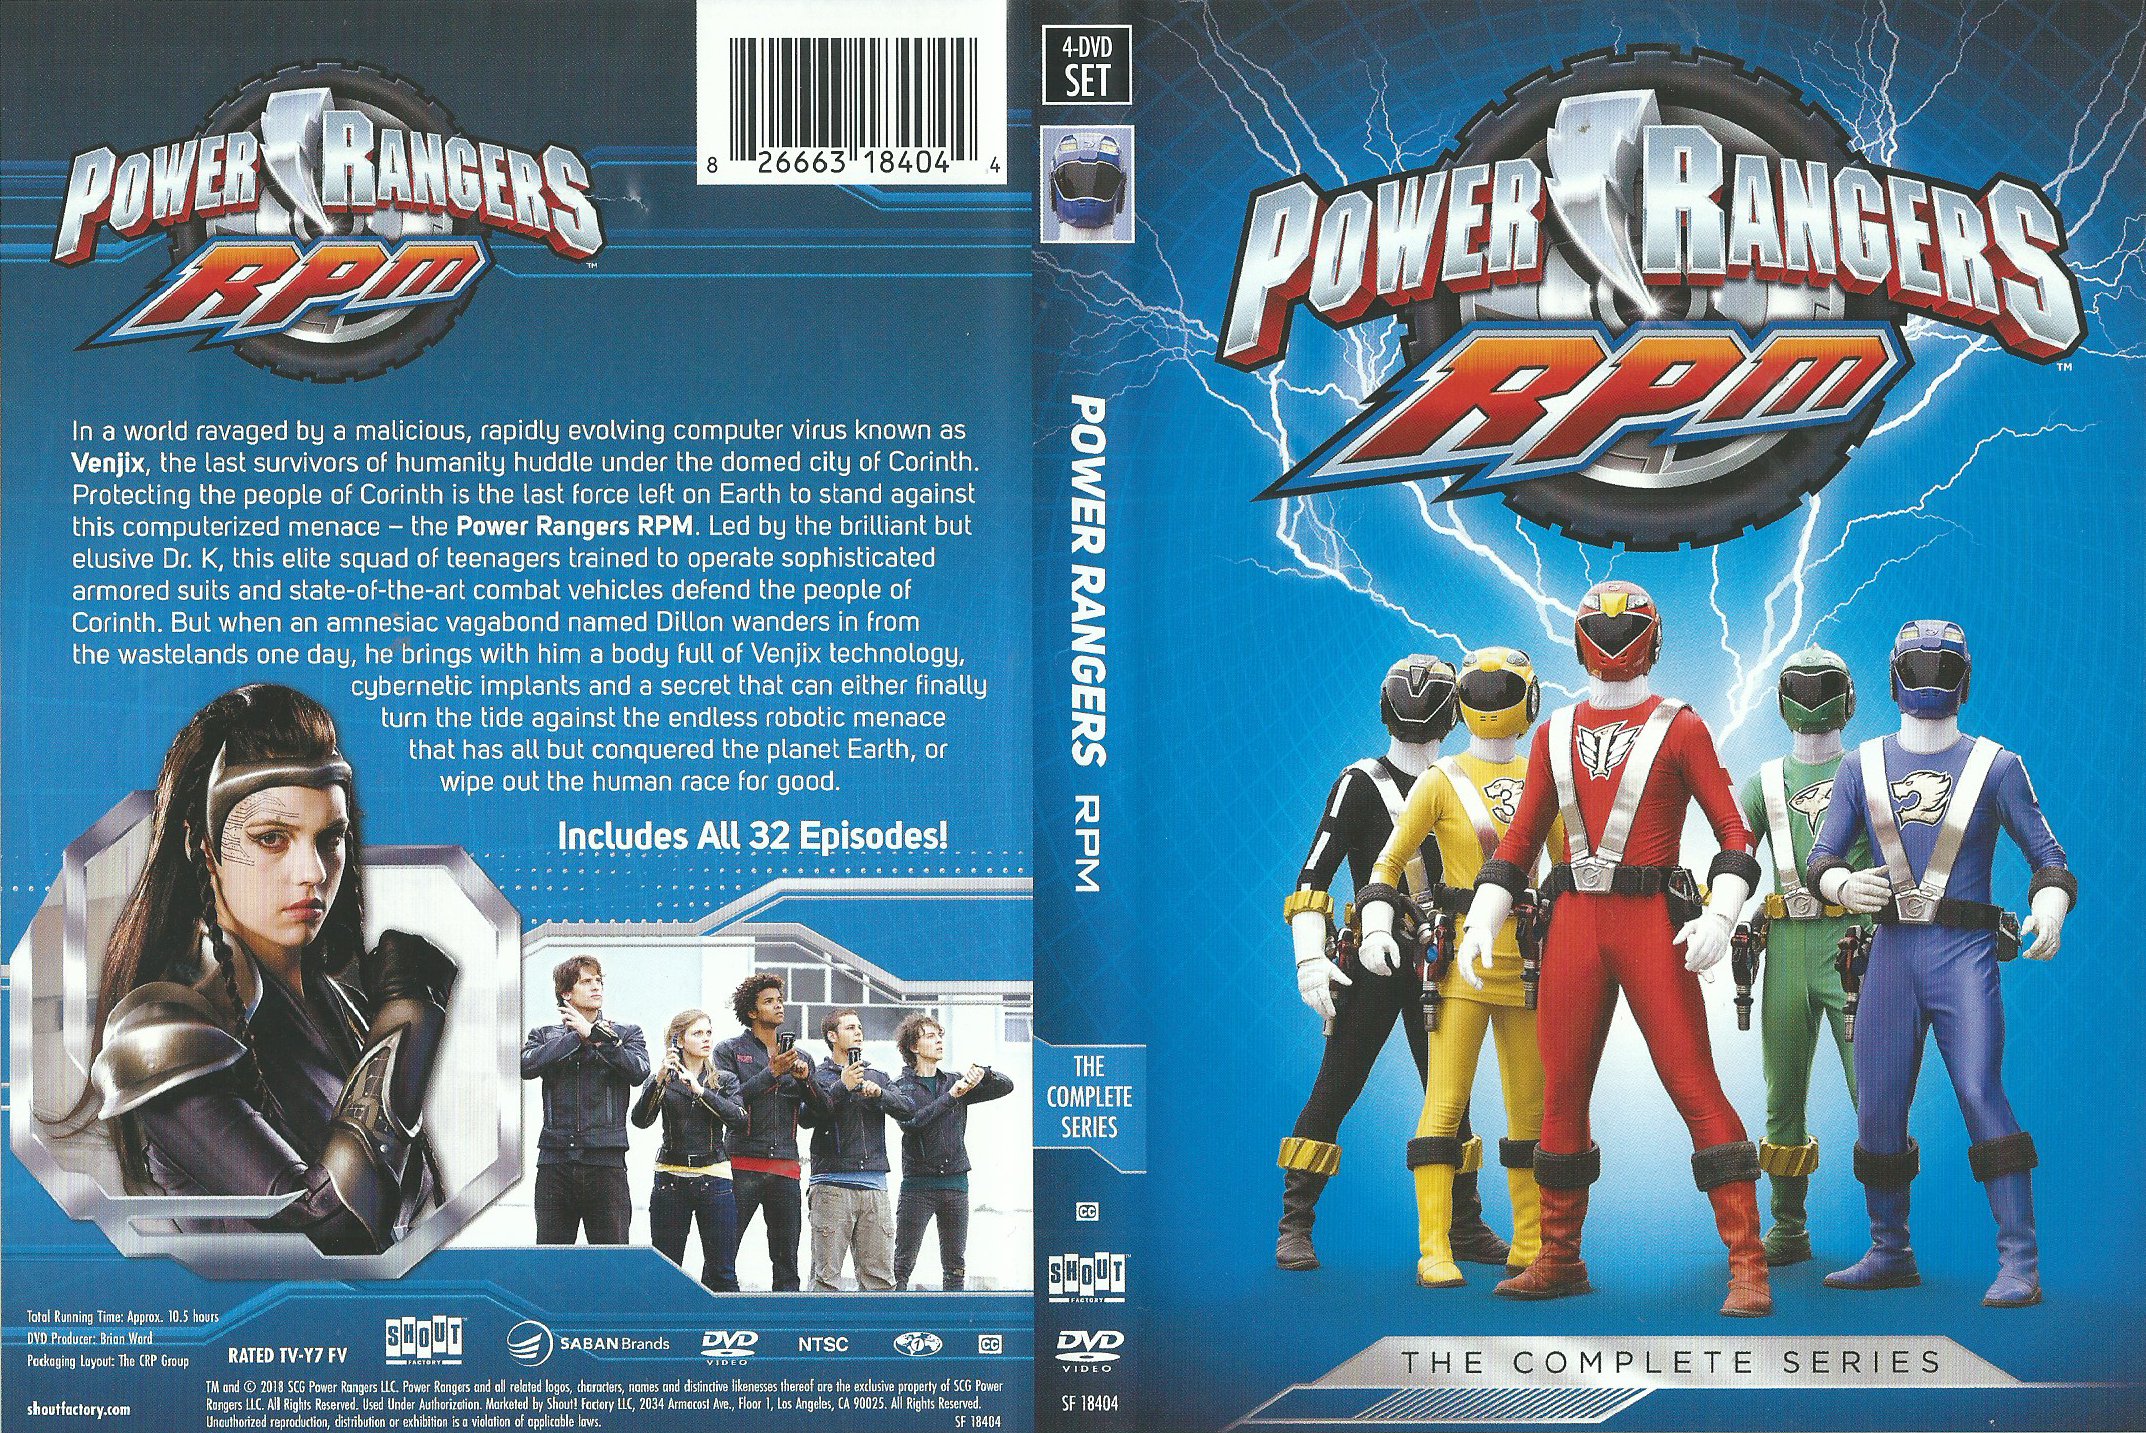 POWER RANGERS
RPM
™
8 26663 18404 4
In a world ravaged by a malicious, rapidly evolving computer virus known as
Venjix, the last survivors of humanity huddle under the domed city of Corinth.
Protecting the people of Corinth is the last force left on Earth to stand against
this computerized menace – the Power Rangers RPM. Led by the brilliant but
elusive Dr. K, this elite squad of teenagers trained to operate sophisticated
armored suits and state-of-the-art combat vehicles defend the people of
Corinth. But when an amnesiac vagabond named Dillon wanders in from
the wastelands one day, he brings with him a body full of Venjix technology,
cybernetic implants and a secret that can either finally
turn the tide against the endless robotic menace
that has all but conquered the planet Earth, or
wipe out the human race for good.
Includes All 32 Episodes!
Total Running Time: Approx. 10.5 hours
DVD Producer: Brian Ward
Packaging Layout: The CRP Group
shoutfactory.com
RATED TV-Y7 FV
SHOUT
FACTORY
SABAN Brands
DVD
VIDEO
NTSC
1
CC
TM and © 2018 SCG Power Rangers LLC. Power Rangers and all related logos, characters, names and distinctive likenesses thereof are the exclusive property of SCG Power
Rangers LLC. All Rights Reserved. Used Under Authorization. Marketed by Shout! Factory LLC, 2034 Armacost Ave., Floor 1, Los Angeles, CA 90025. All Rights Reserved.
Unauthorized reproduction, distribution or exhibition is a violation of applicable laws.
SF 18404
4-DVD
SET
POWER RANGERS RPM
THE
COMPLETE
SERIES
CC
SHOUT
FACTORY
DVD
VIDEO
SF 18404
POWER RANGERS
RPM
™
1
3
THE COMPLETE SERIES